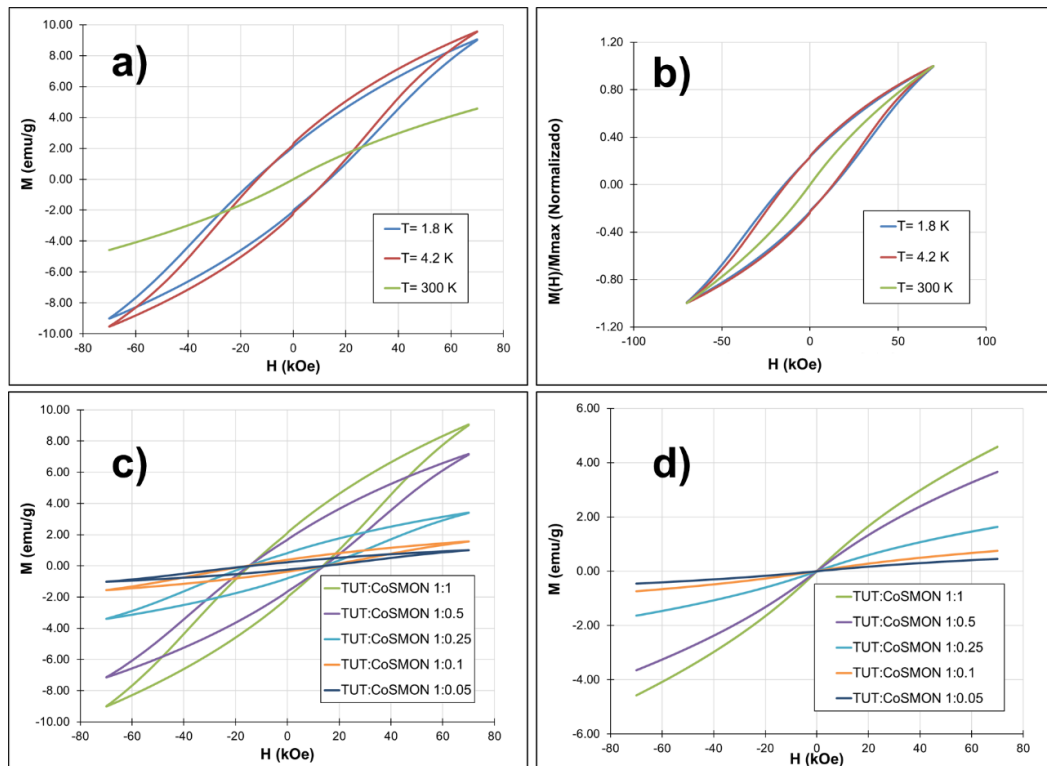 a)
M (emu/g)
10.00
8.00
6.00
4.00
2.00
0.00
-2.00
-4.00
-6.00
-8.00
-10.00
-80 -60 -40 -20 0 20 40 60 80
H (kOe)
T= 1.8 K
T= 4.2 K
T= 300 K
b)
M(H)/Mmax (Normalizado)
1.20
0.80
0.40
0.00
-0.40
-0.80
-1.20
-100 -50 0 50 100
H (kOe)
T= 1.8 K
T= 4.2 K
T= 300 K
c)
M (emu/g)
10.00
8.00
6.00
4.00
2.00
0.00
-2.00
-4.00
-6.00
-8.00
-10.00
-80 -60 -40 -20 0 20 40 60 80
H (kOe)
TUT:CoSMON 1:1
TUT:CoSMON 1:0.5
TUT:CoSMON 1:0.25
TUT:CoSMON 1:0.1
TUT:CoSMON 1:0.05
d)
M (emu/g)
6.00
4.00
2.00
0.00
-2.00
-4.00
-6.00
-80 -60 -40 -20 0 20 40 60 80
H (kOe)
TUT:CoSMON 1:1
TUT:CoSMON 1:0.5
TUT:CoSMON 1:0.25
TUT:CoSMON 1:0.1
TUT:CoSMON 1:0.05